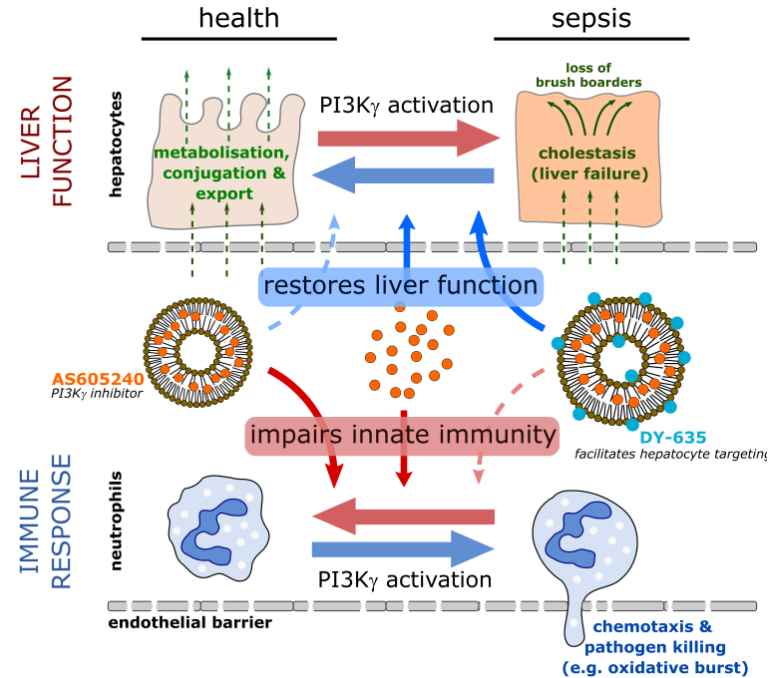 health
sepsis
LIVER
FUNCTION
hepatocytes
loss of
brush boarders
PI3Kγ activation
metabolisation,
conjugation &
export
cholestasis
(liver failure)
restores liver function
AS605240
PI3Kγ inhibitor
DY-635
facilitates hepatocyte targeting
impairs innate immunity
IMMUNE
RESPONSE
neutrophils
PI3Kγ activation
endothelial barrier
chemotaxis &
pathogen killing
(e.g. oxidative burst)